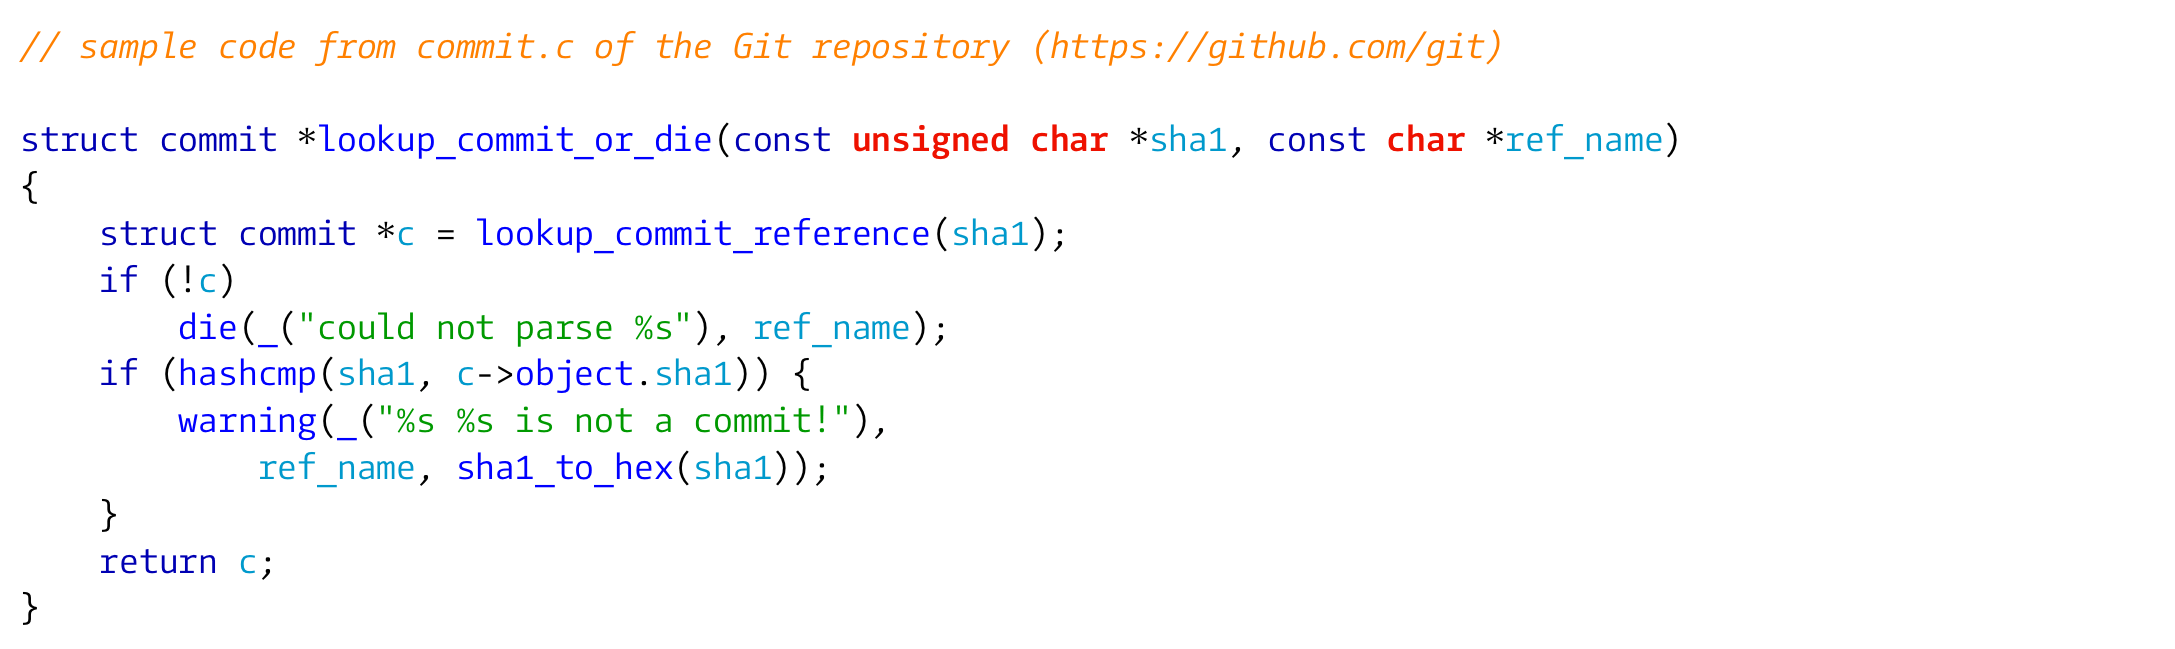 // sample code from commit.c of the Git repository (https://github.com/git)

struct commit *lookup_commit_or_die(const unsigned char *sha1, const char *ref_name)
{
    struct commit *c = lookup_commit_reference(sha1);
    if (!c)
        die(_("could not parse %s"), ref_name);
    if (hashcmp(sha1, c->object.sha1)) {
        warning(_("%s %s is not a commit!"),
            ref_name, sha1_to_hex(sha1));
    }
    return c;
}